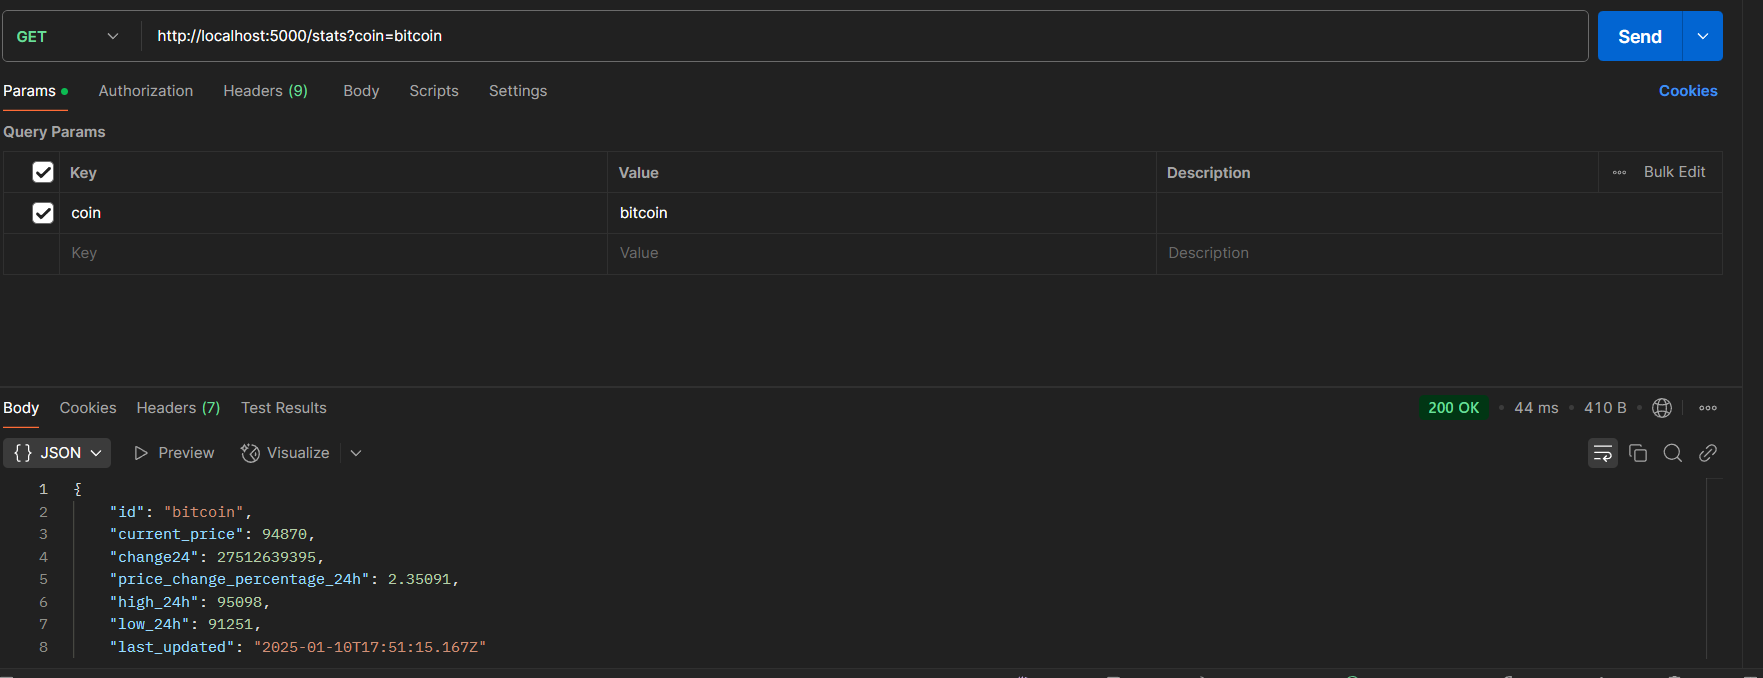 GET http://localhost:5000/stats?coin=bitcoin Send
Params Authorization Headers (9) Body Scripts Settings Cookies
Query Params
Key Value Description Bulk Edit
coin bitcoin
Key Value Description
Body Cookies Headers (7) Test Results 200 OK • 44 ms • 410 B •
{} JSON Preview Visualize
1 {
2 "id": "bitcoin",
3 "current_price": 94870,
4 "change24": 27512639395,
5 "price_change_percentage_24h": 2.35091,
6 "high_24h": 95098,
7 "low_24h": 91251,
8 "last_updated": "2025-01-10T17:51:15.167Z"